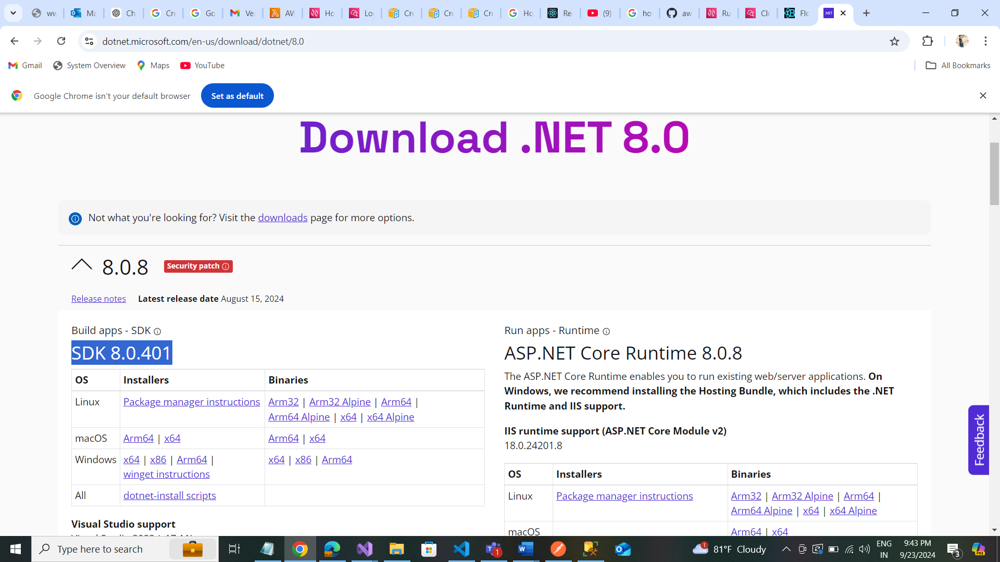 ww
Ma
Ch
Cre
Go
Ver
AV
Ho
Log
Cre
Cre
Cre
Ho
Re
(9)
ho
aw
Ru
Clo
Flo
.NET
dotnet.microsoft.com/en-us/download/dotnet/8.0
Gmail
System Overview
Maps
YouTube
All Bookmarks
Google Chrome isn't your default browser
Set as default
Download .NET 8.0
Not what you're looking for? Visit the downloads page for more options.
8.0.8 Security patch
Release notes Latest release date August 15, 2024
Build apps - SDK
SDK 8.0.401
OS Installers Binaries
Linux Package manager instructions Arm32 | Arm32 Alpine | Arm64 |
Arm64 Alpine | x64 | x64 Alpine
macOS Arm64 | x64 Arm64 | x64
Windows x64 | x86 | Arm64 | x64 | x86 | Arm64
winget instructions
All dotnet-install scripts
Visual Studio support
Run apps - Runtime
ASP.NET Core Runtime 8.0.8
The ASP.NET Core Runtime enables you to run existing web/server applications. On
Windows, we recommend installing the Hosting Bundle, which includes the .NET
Runtime and IIS support.
IIS runtime support (ASP.NET Core Module v2)
18.0.24201.8
OS Installers Binaries
Linux Package manager instructions Arm32 | Arm32 Alpine | Arm64 |
Arm64 Alpine | x64 | x64 Alpine
macOS Arm64 | x64
Feedback
Type here to search
1
1
81°F Cloudy
ENG
IN
9:43 PM
9/23/2024
3
PRE